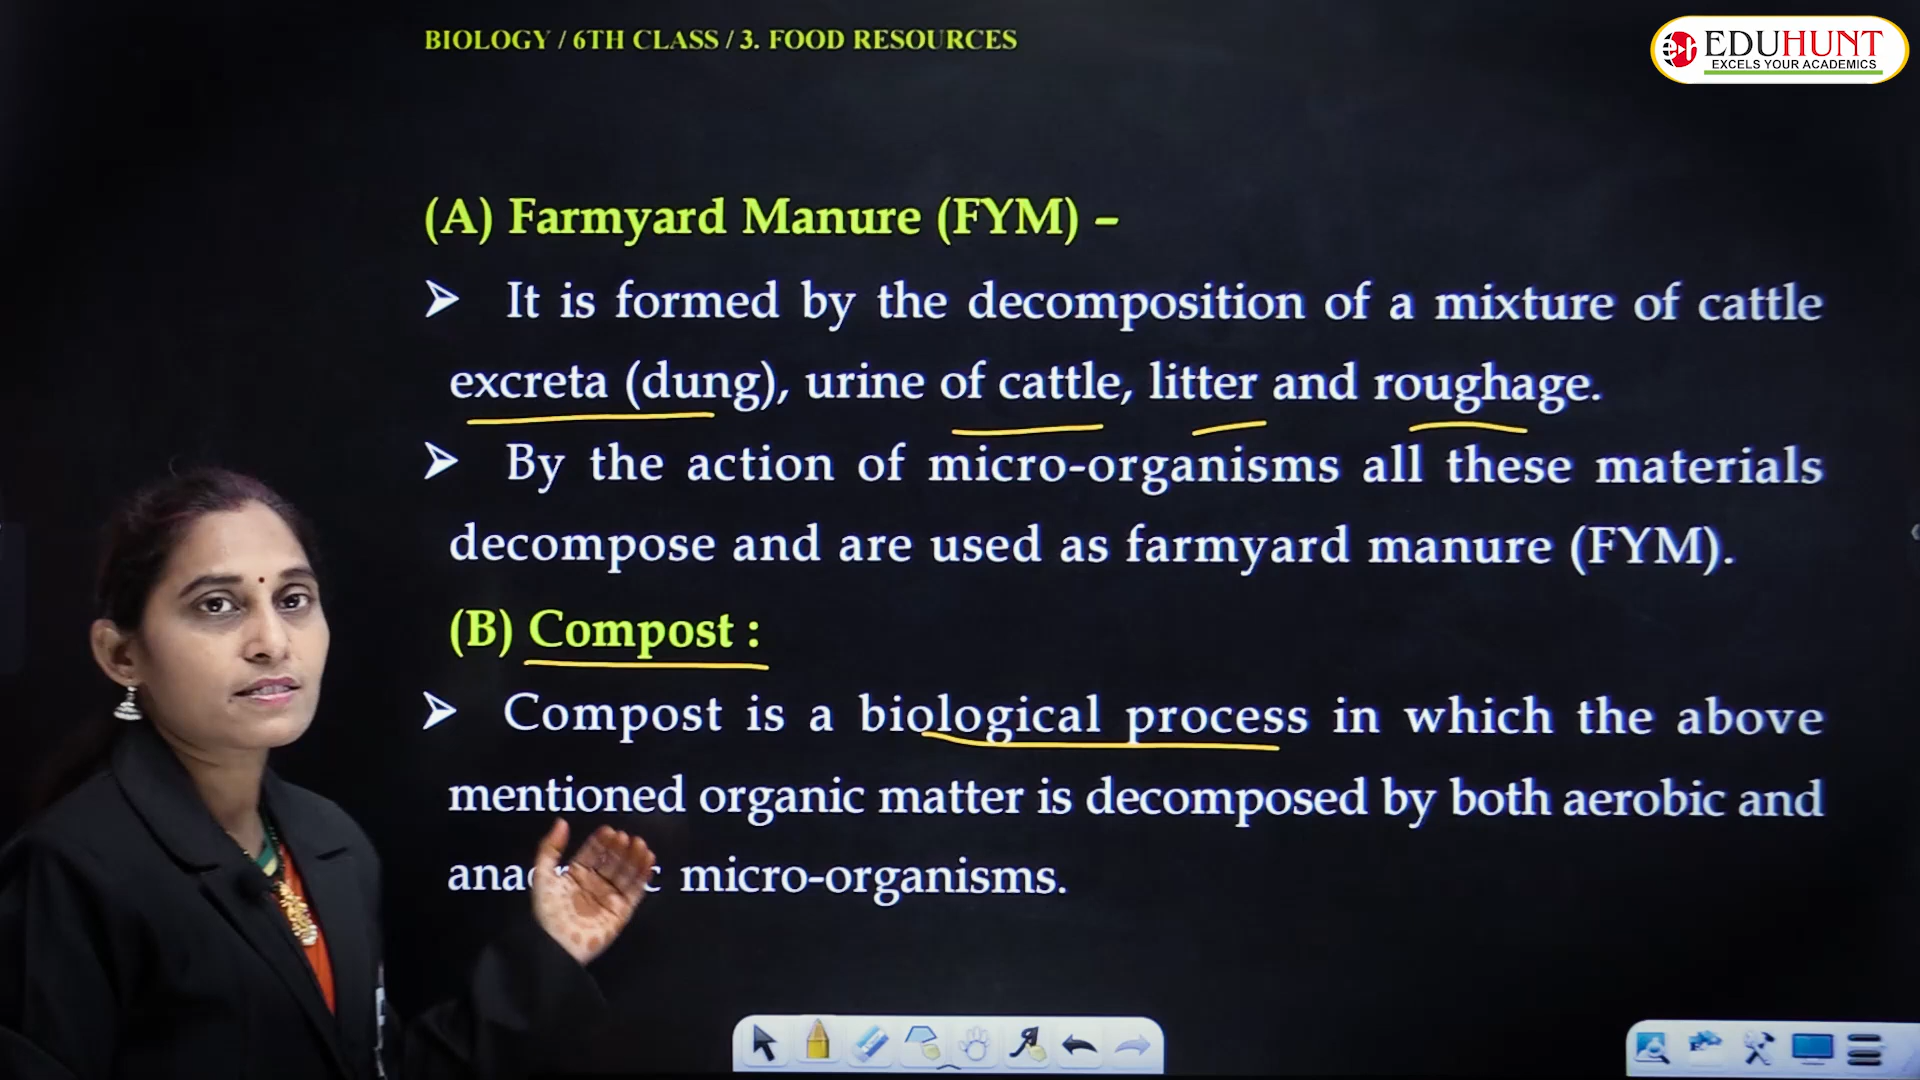 BIOLOGY / 6TH CLASS / 3. FOOD RESOURCES
EDUHUNT
EXCELS YOUR ACADEMICS
(A) Farmyard Manure (FYM) –
➤ It is formed by the decomposition of a mixture of cattle
excreta (dung), urine of cattle, litter and roughage.
➤ By the action of micro-organisms all these materials
decompose and are used as farmyard manure (FYM).
(B) Compost :
➤ Compost is a biological process in which the above
mentioned organic matter is decomposed by both aerobic and
micro-organisms.